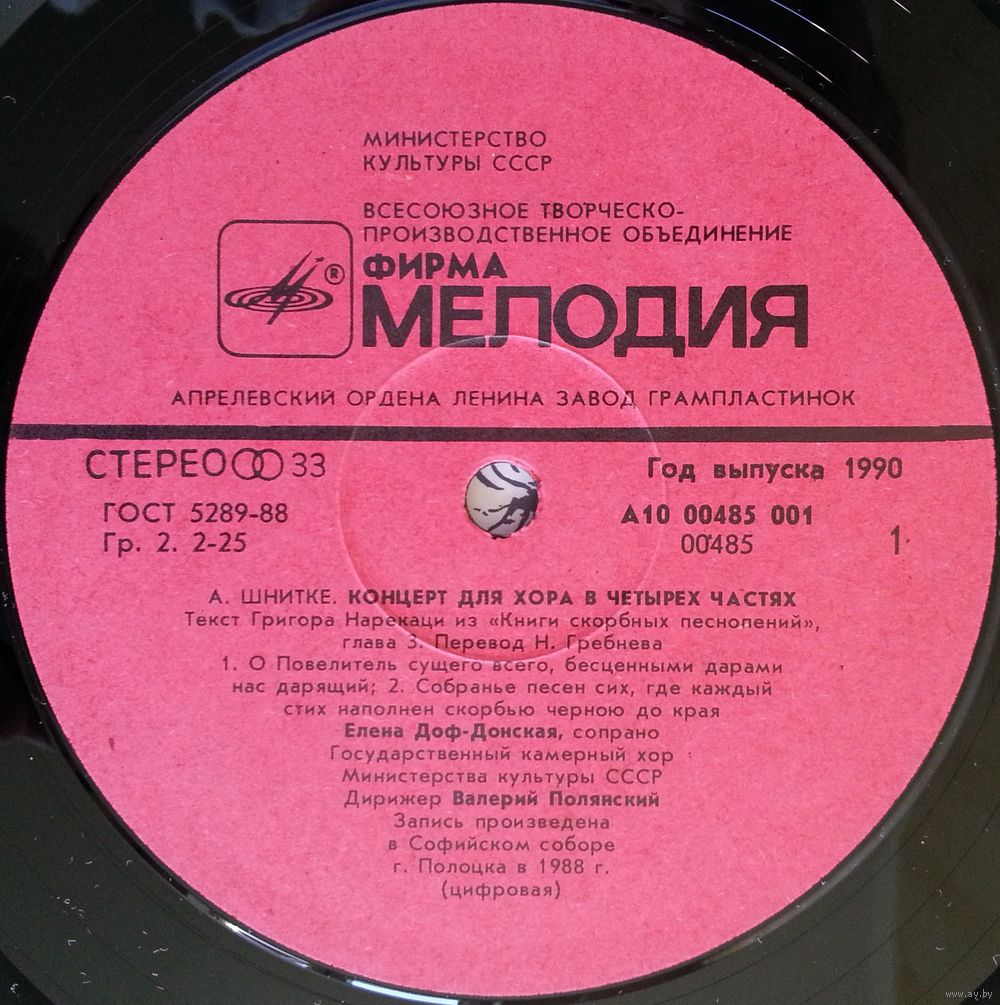 МИНИСТЕРСТВО
КУЛЬТУРЫ СССР
ВСЕСОЮЗНОЕ ТВОРЧЕСКО-
ПРОИЗВОДСТВЕННОЕ ОБЪЕДИНЕНИЕ
ФИРМА
®
МЕЛОДИЯ
АПРЕЛЕВСКИЙ ОРДЕНА ЛЕНИНА ЗАВОД ГРАМПЛАСТИНОК
СТЕРЕО 33
Год выпуска 1990
ГОСТ 5289-88
А10 00485 001
Гр. 2. 2-25
00485
1
А. ШНИТКЕ. КОНЦЕРТ ДЛЯ ХОРА В ЧЕТЫРЕХ ЧАСТЯХ
Текст Григора Нарекаци из «Книги скорбных песнопений»,
глава 3. Перевод Н. Гребнева
1. О Повелитель сущего всего, бесценными дарами
нас дарящий; 2. Собранье песен сих, где каждый
стих наполнен скорбью черною до края
Елена Доф-Донская, сопрано
Государственный камерный хор
Министерства культуры СССР
Дирижер Валерий Полянский
Запись произведена
в Софийском соборе
г. Полоцка в 1988 г.
(цифровая)
www.ay.by